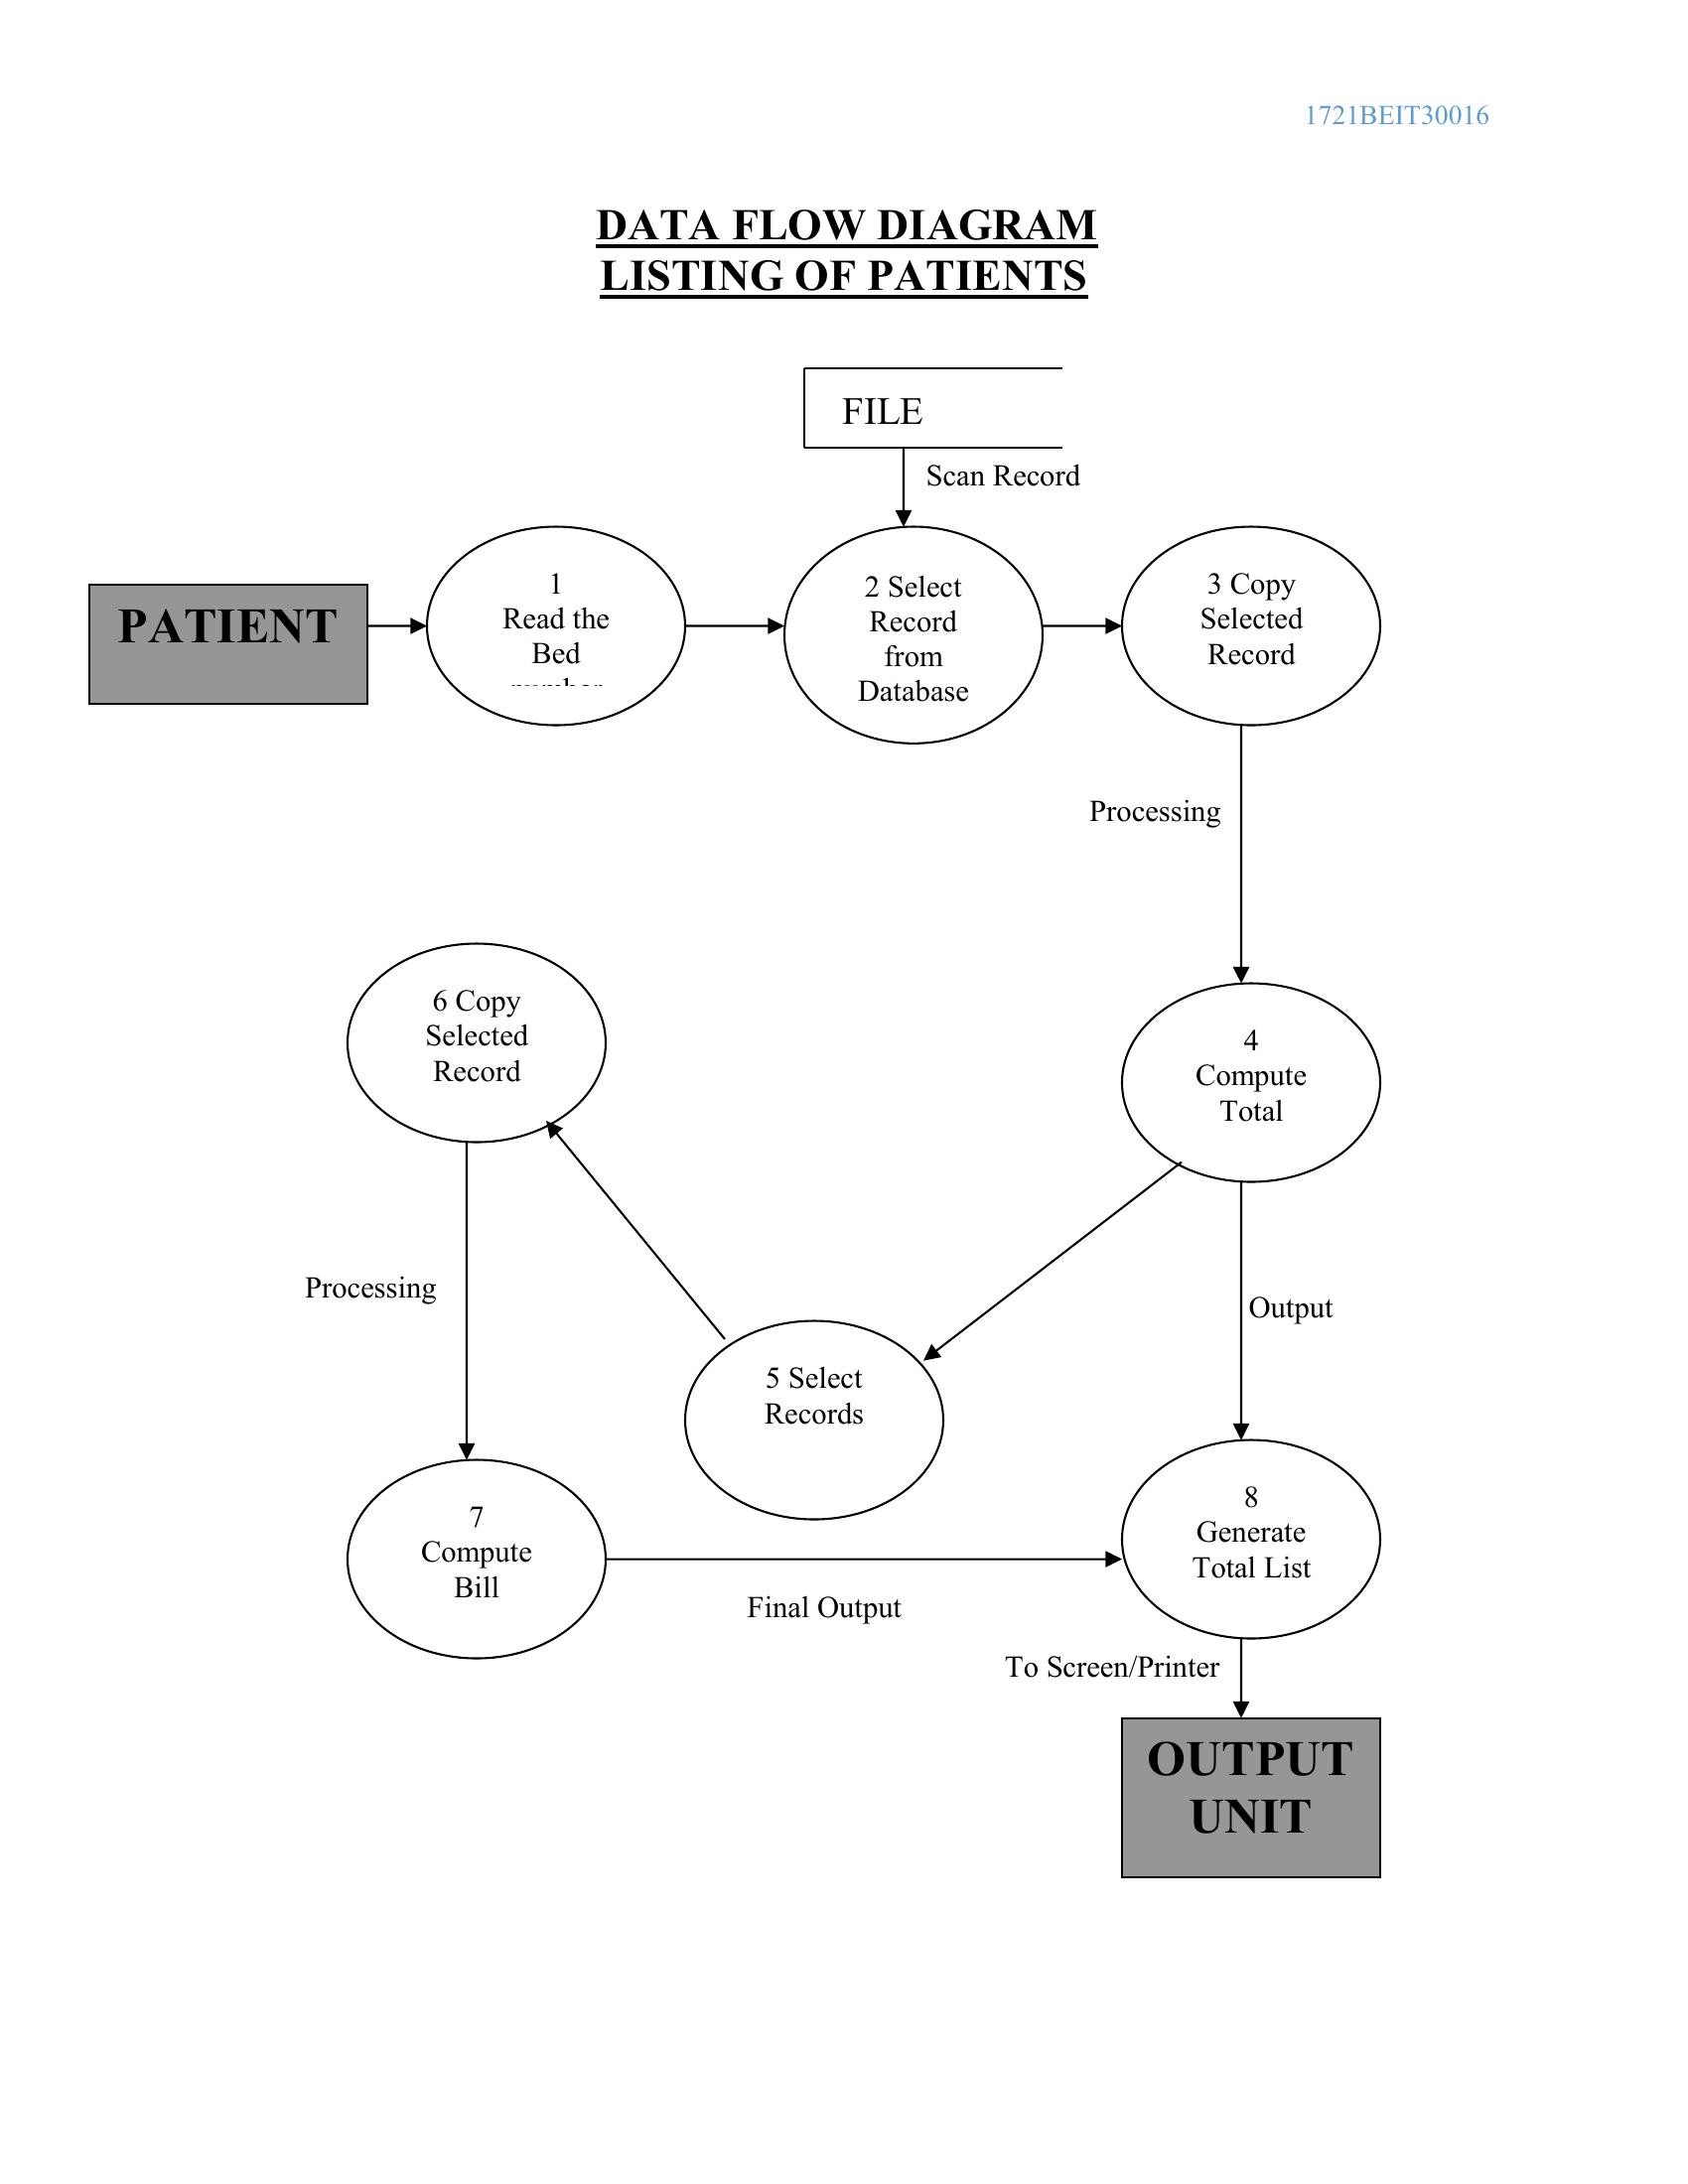 1721BEIT30016
DATA FLOW DIAGRAM
LISTING OF PATIENTS
FILE
Scan Record
PATIENT
1
Read the
Bed
2 Select
Record
from
Database
3 Copy
Selected
Record
Processing
6 Copy
Selected
Record
4
Compute
Total
Processing
Output
5 Select
Records
7
Compute
Bill
8
Generate
Total List
Final Output
To Screen/Printer
OUTPUT
UNIT